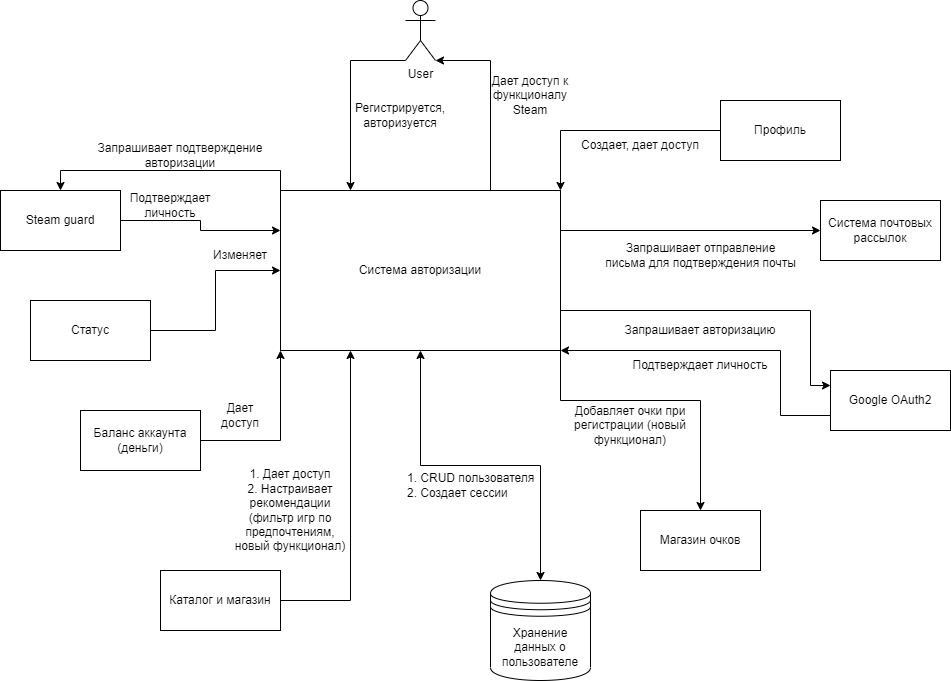 User
Дает доступ к
функционалу
Steam
Регистрируется,
авторизуется
Профиль
Создает, дает доступ
Запрашивает подтверждение
авторизации
Steam guard
Подтверждает
личность
Система почтовых
рассылок
Запрашивает отправление
письма для подтверждения почты
Изменяет
Система авторизации
Статус
Запрашивает авторизацию
Подтверждает личность
Google OAuth2
Дает
доступ
Баланс аккаунта
(деньги)
Добавляет очки при
регистрации (новый
функционал)
1. Дает доступ
2. Настраивает
рекомендации
(фильтр игр по
предпочтениям,
новый функционал)
1. CRUD пользователя
2. Создает сессии
Магазин очков
Каталог и магазин
Хранение
данных о
пользователе